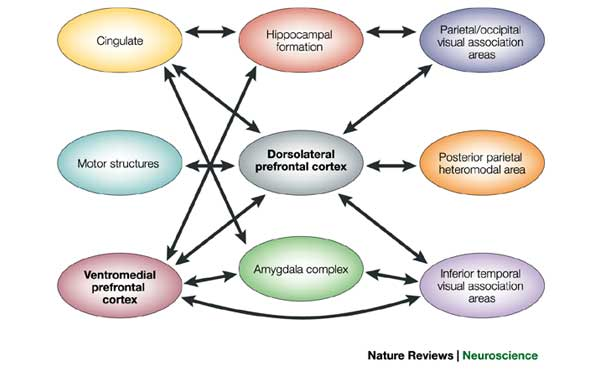 Cingulate
Hippocampal
formation
Parietal/occipital
visual association
areas
Motor structures
Dorsolateral
prefrontal cortex
Posterior parietal
heteromodal area
Ventromedial
prefrontal
cortex
Amygdala complex
Inferior temporal
visual association
areas
Nature Reviews | Neuroscience